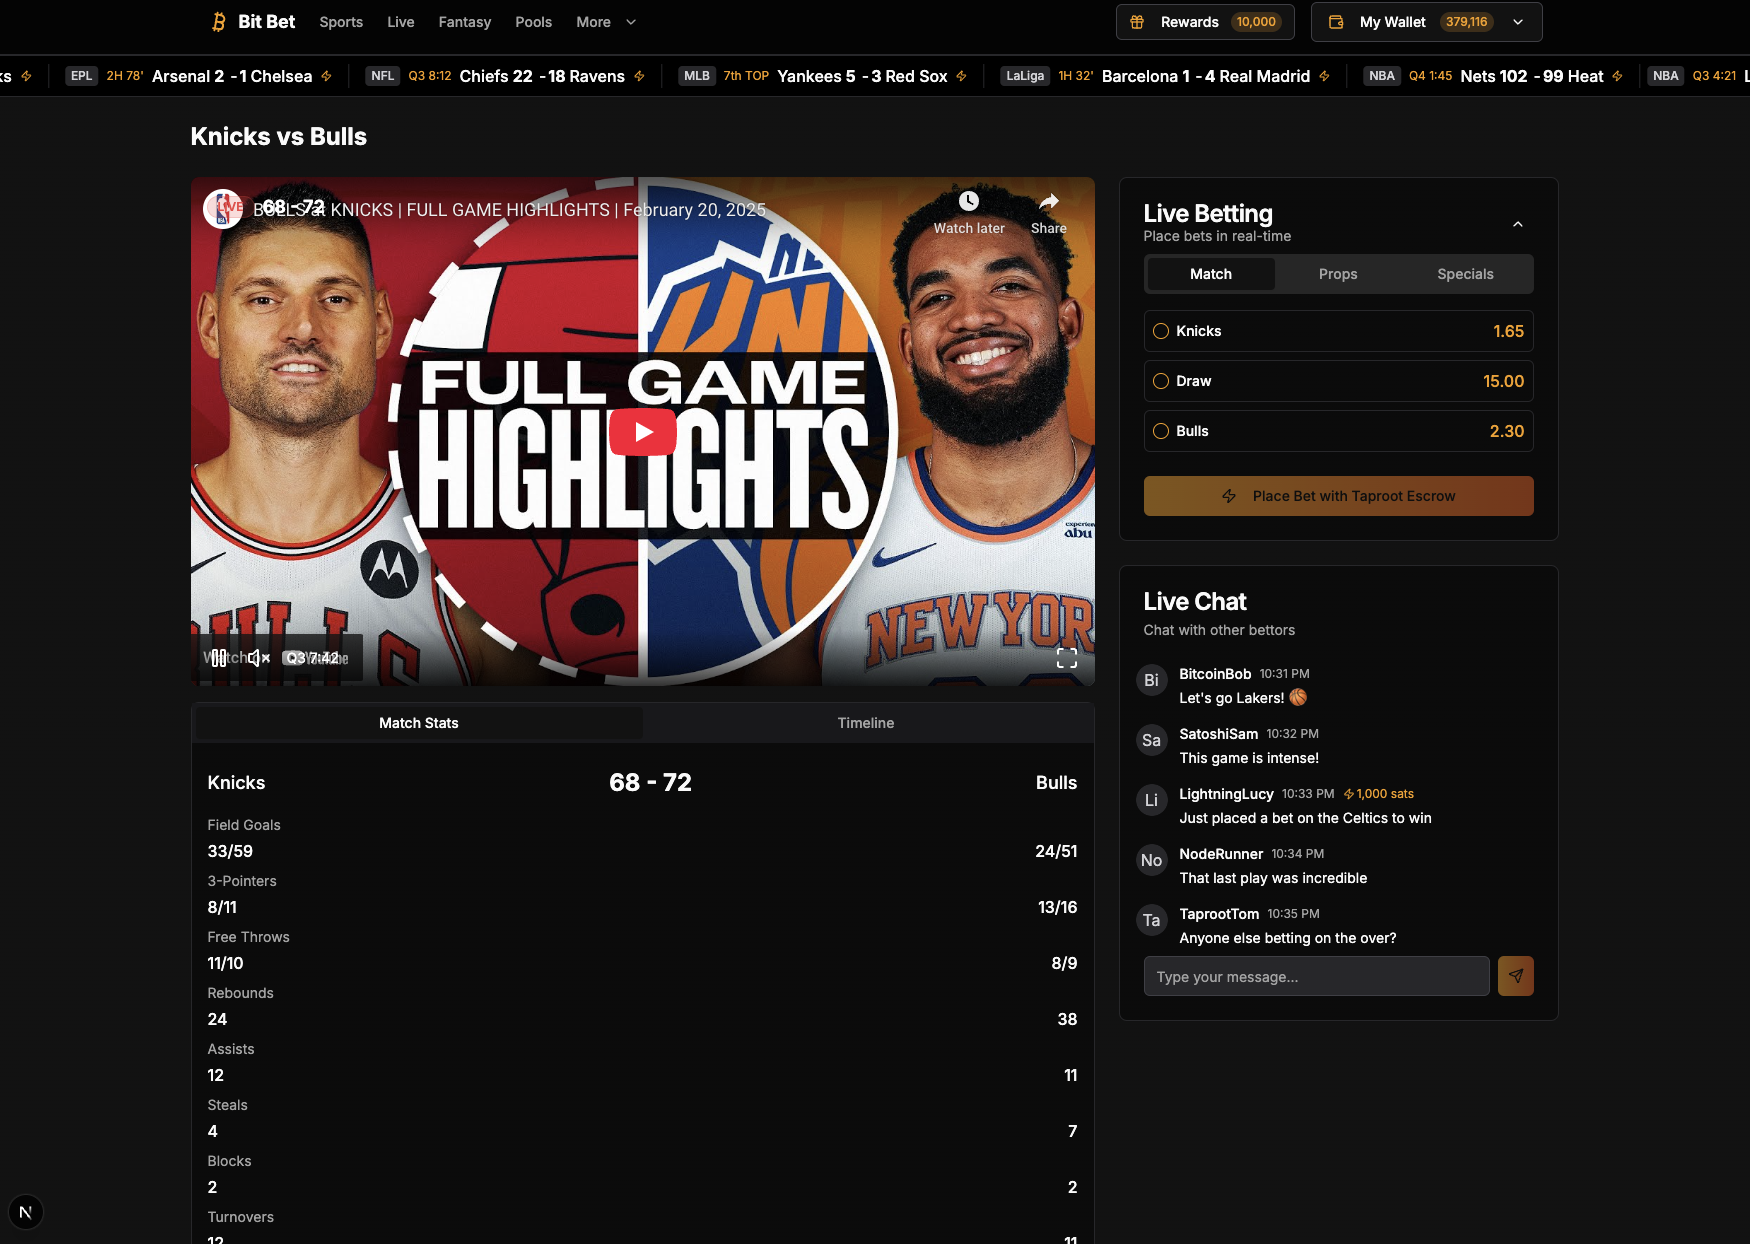 Bit Bet Sports Live Fantasy Pools More Rewards 10,000 My Wallet 379,116
ks EPL 2H 78' Arsenal 2 - 1 Chelsea NFL Q3 8:12 Chiefs 22 - 18 Ravens MLB 7th TOP Yankees 5 - 3 Red Sox LaLiga 1H 32' Barcelona 1 - 4 Real Madrid NBA Q4 1:45 Nets 102 - 99 Heat NBA Q3 4:21 L
Knicks vs Bulls
LIVE 68 - 72
BULLS at KNICKS | FULL GAME HIGHLIGHTS | February 20, 2025
Watch later Share
FULL GAME
HIGHLIGHTS
experien
abu
NEW YOR
Watch Q3 7:42 YouTube
Match Stats Timeline
Knicks 68 - 72 Bulls
Field Goals
33/59 24/51
3-Pointers
8/11 13/16
Free Throws
11/10 8/9
Rebounds
24 38
Assists
12 11
Steals
4 7
Blocks
2 2
Turnovers
12 11
Live Betting
Place bets in real-time
Match Props Specials
Knicks 1.65
Draw 15.00
Bulls 2.30
Place Bet with Taproot Escrow
Live Chat
Chat with other bettors
Bi BitcoinBob 10:31 PM
Let's go Lakers! 🏀
Sa SatoshiSam 10:32 PM
This game is intense!
Li LightningLucy 10:33 PM 1,000 sats
Just placed a bet on the Celtics to win
No NodeRunner 10:34 PM
That last play was incredible
Ta TaprootTom 10:35 PM
Anyone else betting on the over?
Type your message...
N